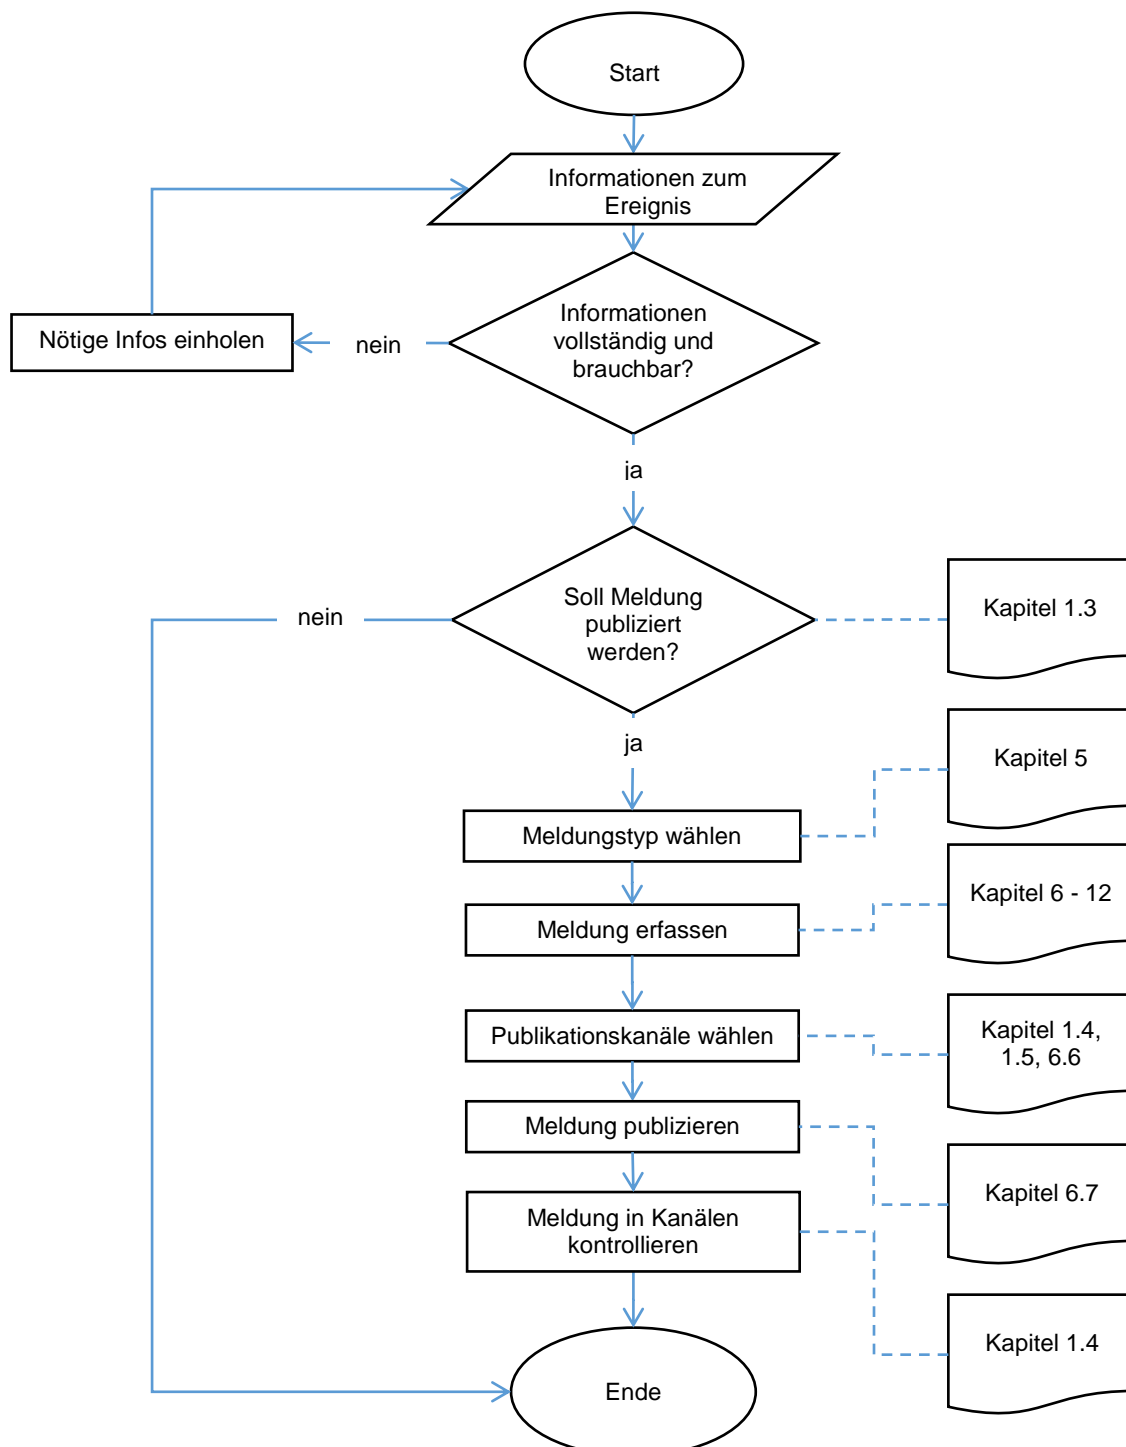 Start
Informationen zum
Ereignis
Informationen
vollständig und
brauchbar?
nein
Nötige Infos einholen
ja
Soll Meldung
publiziert
werden?
nein
Kapitel 1.3
ja
Kapitel 5
Meldungstyp wählen
Kapitel 6 - 12
Meldung erfassen
Publikationskanäle wählen
Kapitel 1.4,
1.5, 6.6
Meldung publizieren
Kapitel 6.7
Meldung in Kanälen
kontrollieren
Kapitel 1.4
Ende